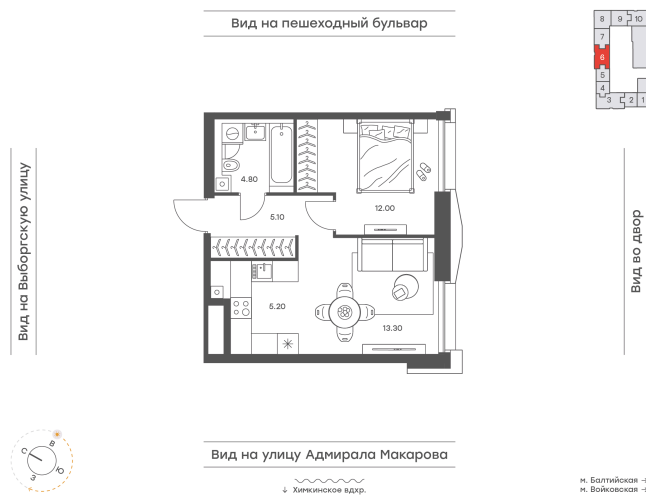 Вид на пешеходный бульвар
8 9 10
7
6
5
4
3 2 1
Вид на Выборгскую улицу
Вид во двор
4.80
12.00
5.10
5.20
13.30
С
В
Ю
З
Вид на улицу Адмирала Макарова
↓ Химкинское вдхр.
м. Балтийская →
м. Войковская →